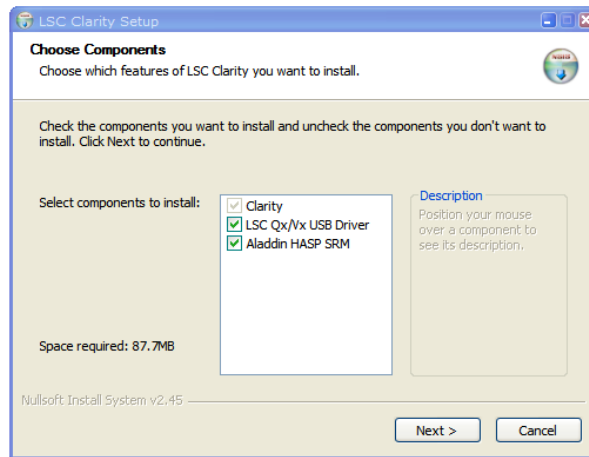 LSC Clarity Setup
Choose Components
Choose which features of LSC Clarity you want to install.
Check the components you want to install and uncheck the components you don't want to
install. Click Next to continue.
Select components to install:
Clarity
LSC Qx/Vx USB Driver
Aladdin HASP SRM
Description
Position your mouse
over a component to
see its description.
Space required: 87.7MB
Nullsoft Install System v2.45
Next >
Cancel